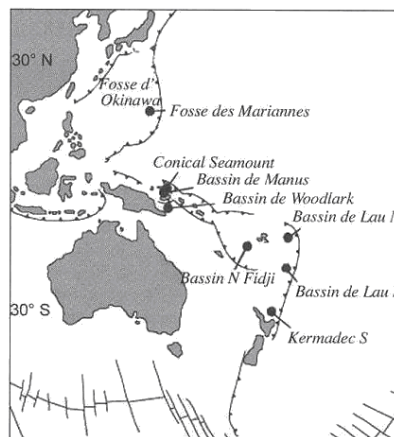 30° N
Fosse d'
Okinawa
Fosse des Mariannes
Conical Seamount
Bassin de Manus
Bassin de Woodlark
Bassin de Lau
Bassin N Fidji
Bassin de Lau
30° S
Kermadec S